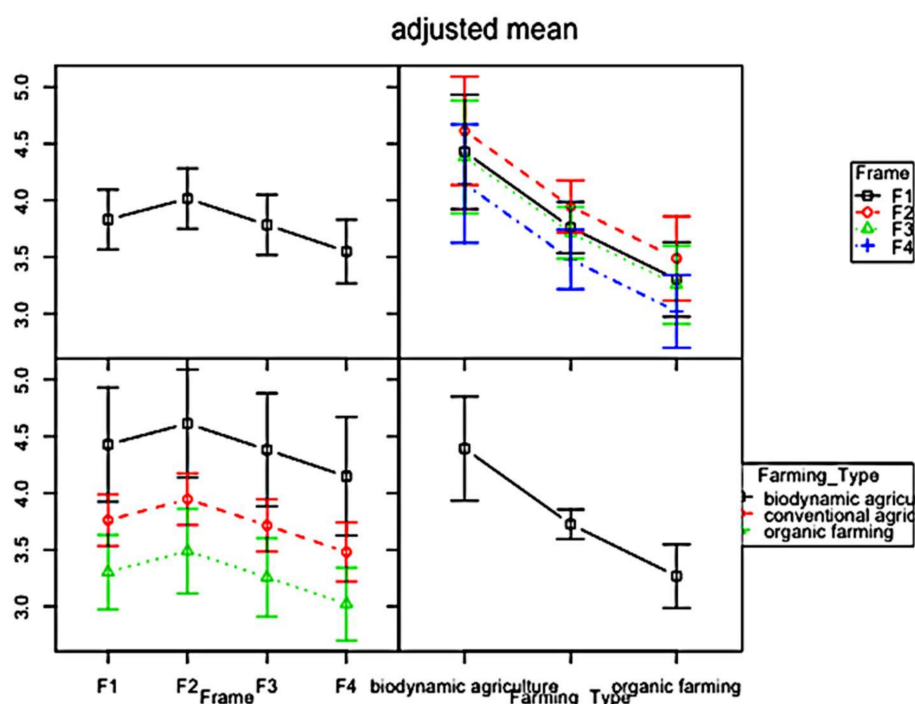 adjusted mean
5.0
4.5
4.0
3.5
3.0
Frame
F1
F2
F3
F4
5.0
4.5
4.0
3.5
3.0
Farming_Type
biodynamic agricu
conventional agric
organic farming
F1 F2 F3 F4 biodynamic agriculture organic farming
Frame Farming_Type